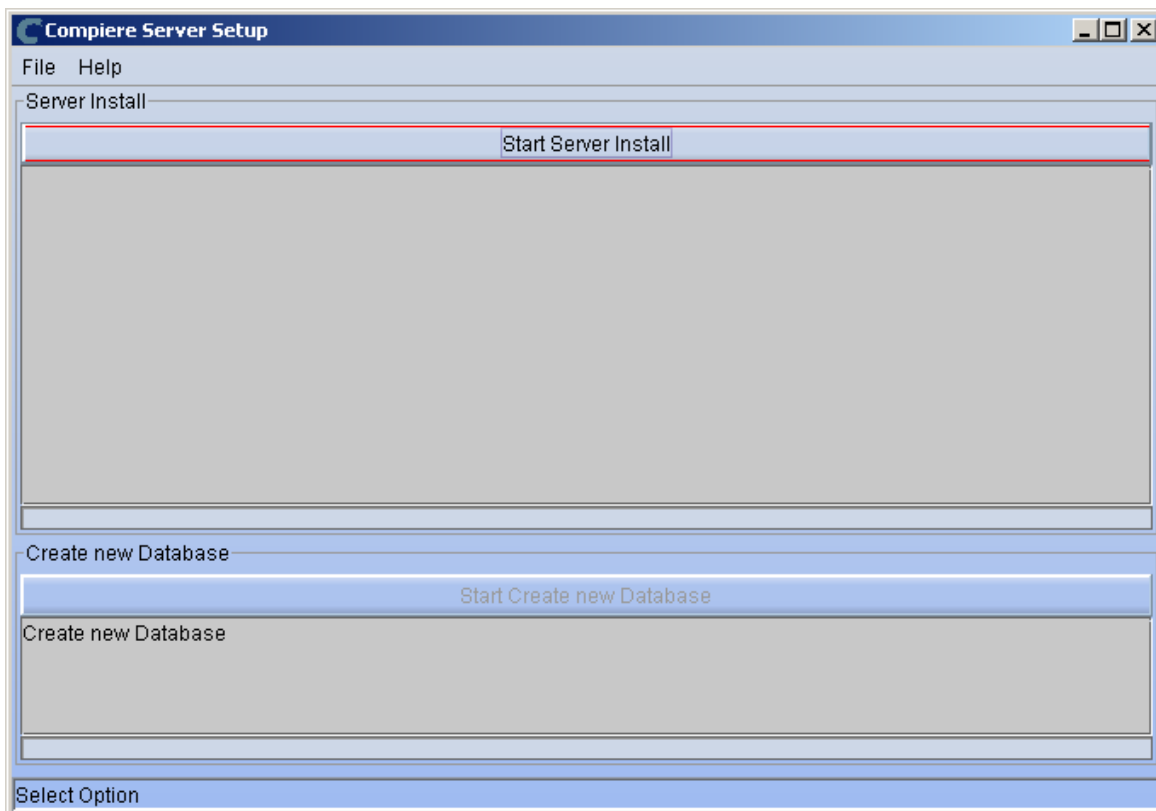 Compiere Server Setup
File Help
Server Install
Start Server Install
Create new Database
Start Create new Database
Create new Database
Select Option